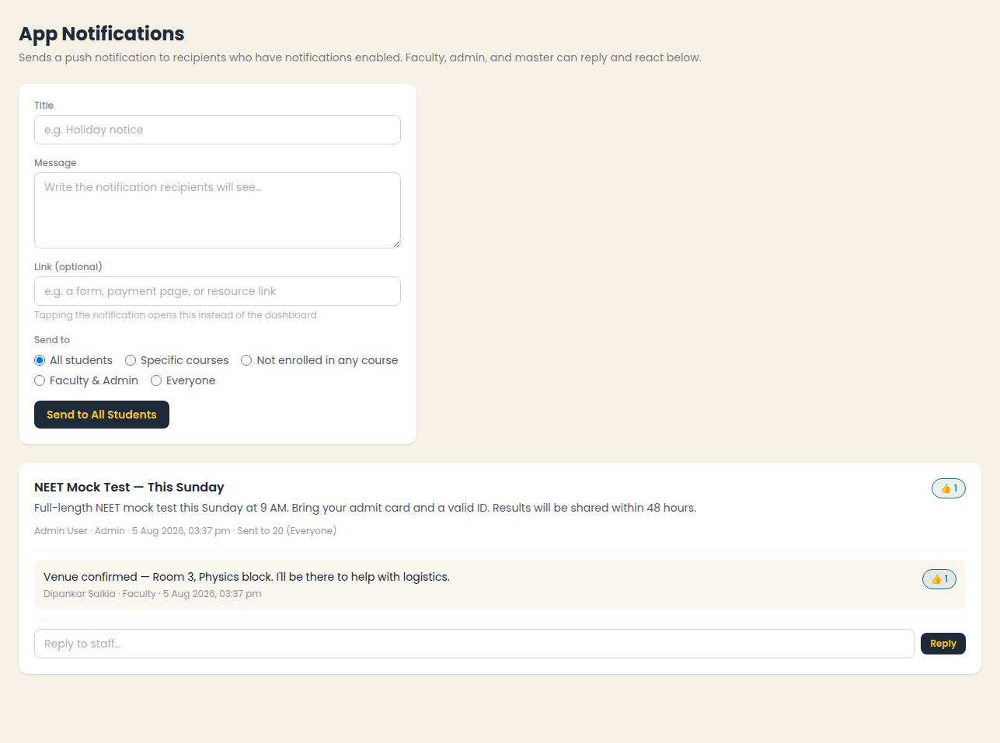 App Notifications
Sends a push notification to recipients who have notifications enabled. Faculty, admin, and master can reply and react below.
Title
e.g. Holiday notice
Message
Write the notification recipients will see...
Link (optional)
e.g. a form, payment page, or resource link
Tapping the notification opens this instead of the dashboard.
Send to
All students Specific courses Not enrolled in any course
Faculty & Admin Everyone
Send to All Students
NEET Mock Test — This Sunday
👍 1
Full-length NEET mock test this Sunday at 9 AM. Bring your admit card and a valid ID. Results will be shared within 48 hours.
Admin User · Admin · 5 Aug 2026, 03:37 pm · Sent to 20 (Everyone)
Venue confirmed — Room 3, Physics block. I'll be there to help with logistics.
👍 1
Dipankar Saikia · Faculty · 5 Aug 2026, 03:37 pm
Reply to staff...
Reply